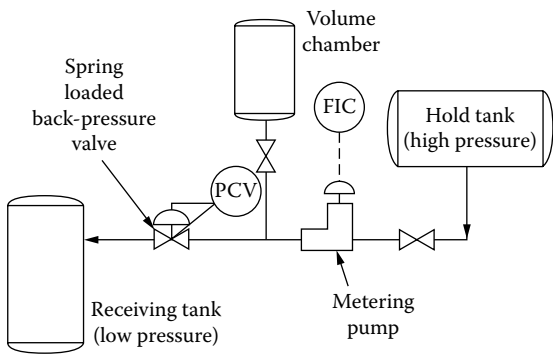 Volume
chamber
Spring
loaded
back-pressure
valve
FIC
Hold tank
(high pressure)
PCV
Receiving tank
(low pressure)
Metering
pump